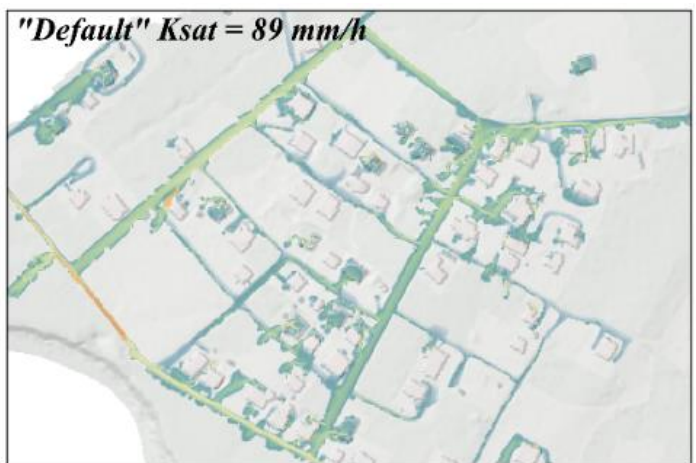 "Default" Ksat = 89 mm/h